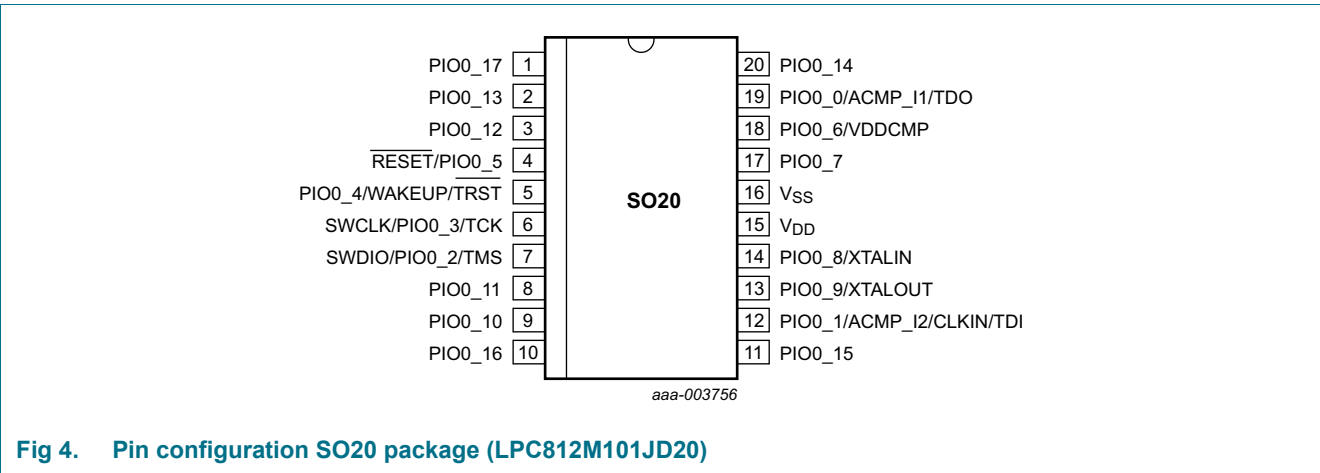 PIO0_17 1 20 PIO0_14
PIO0_13 2 19 PIO0_0/ACMP_I1/TDO
PIO0_12 3 18 PIO0_6/VDDCMP
RESET/PIO0_5 4 17 PIO0_7
PIO0_4/WAKEUP/TRST 5 SO20 16 VSS
SWCLK/PIO0_3/TCK 6 15 VDD
SWDIO/PIO0_2/TMS 7 14 PIO0_8/XTALIN
PIO0_11 8 13 PIO0_9/XTALOUT
PIO0_10 9 12 PIO0_1/ACMP_I2/CLKIN/TDI
PIO0_16 10 11 PIO0_15
aaa-003756
Fig 4. Pin configuration SO20 package (LPC812M101JD20)